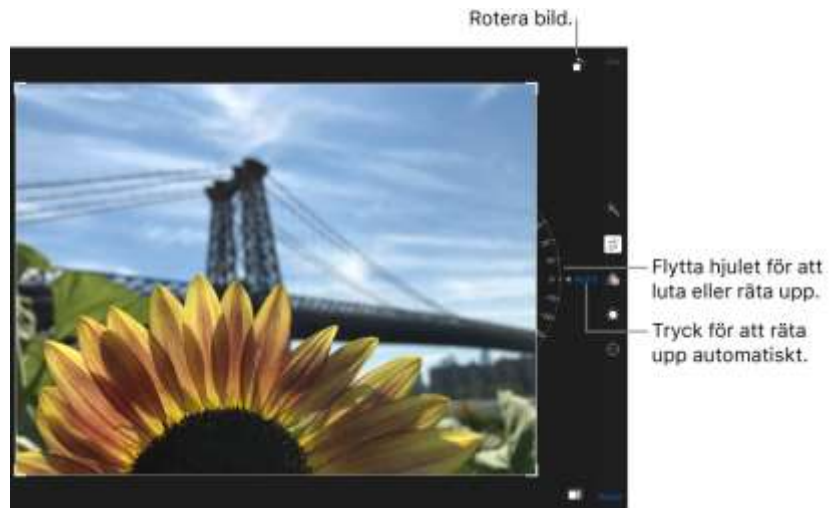 Rotera bild.
Flytta hjulet för att
luta eller räta upp.
Tryck för att räta
upp automatiskt.